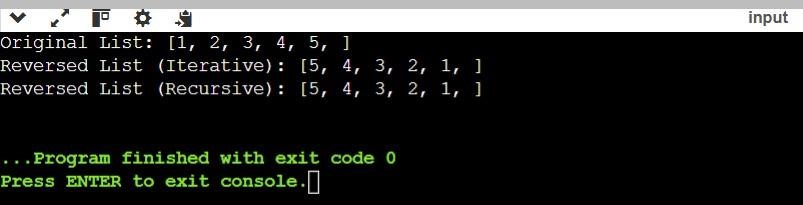 input
Original List: [1, 2, 3, 4, 5, ]
Reversed List (Iterative): [5, 4, 3, 2, 1, ]
Reversed List (Recursive): [5, 4, 3, 2, 1, ]
...Program finished with exit code 0
Press ENTER to exit console.